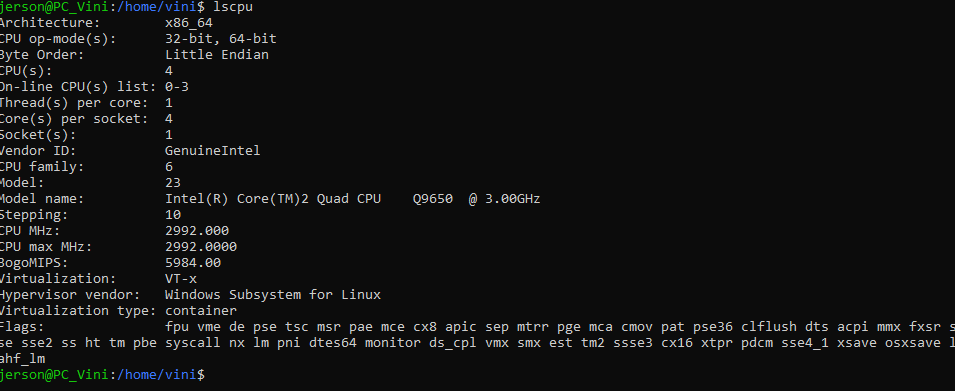 jerson@PC_Vini:/home/vini$ lscpu
Architecture: x86_64
CPU op-mode(s): 32-bit, 64-bit
Byte Order: Little Endian
CPU(s): 4
On-line CPU(s) list: 0-3
Thread(s) per core: 1
Core(s) per socket: 4
Socket(s): 1
Vendor ID: GenuineIntel
CPU family: 6
Model: 23
Model name: Intel(R) Core(TM)2 Quad CPU    Q9650  @ 3.00GHz
Stepping: 10
CPU MHz: 2992.000
CPU max MHz: 2992.0000
BogoMIPS: 5984.00
Virtualization: VT-x
Hypervisor vendor: Windows Subsystem for Linux
Virtualization type: container
Flags: fpu vme de pse tsc msr pae mce cx8 apic sep mtrr pge mca cmov pat pse36 clflush dts acpi mmx fxsr s
se sse2 ss ht tm pbe syscall nx lm pni dtes64 monitor ds_cpl vmx smx est tm2 ssse3 cx16 xtpr pdcm sse4_1 xsave osxsave l
ahf_lm
jerson@PC_Vini:/home/vini$